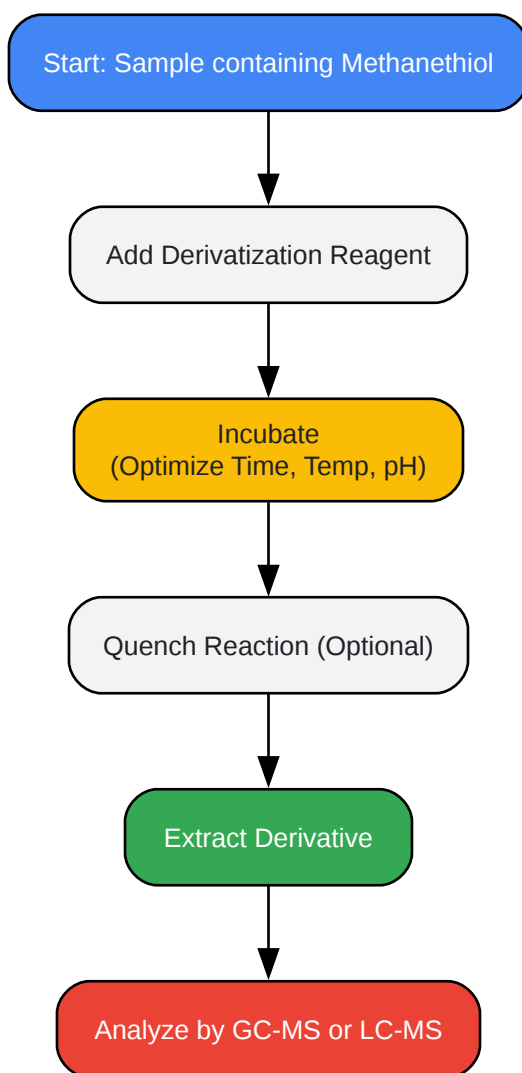 Start: Sample containing Methanethiol
Add Derivatization Reagent
Incubate
(Optimize Time, Temp, pH)
Quench Reaction (Optional)
Extract Derivative
Analyze by GC-MS or LC-MS